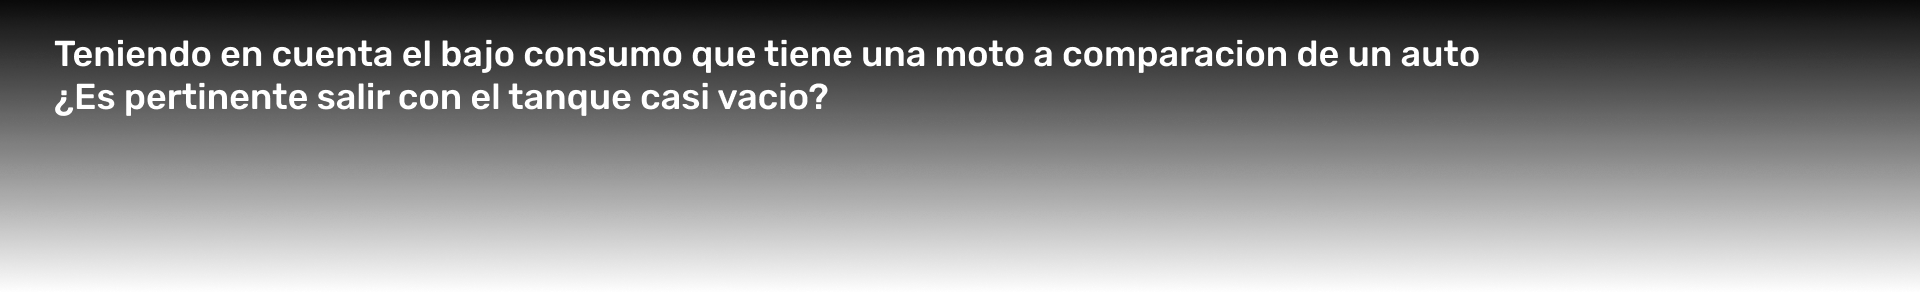 Teniendo en cuenta el bajo consumo que tiene una moto a comparacion de un auto
¿Es pertinente salir con el tanque casi vacio?